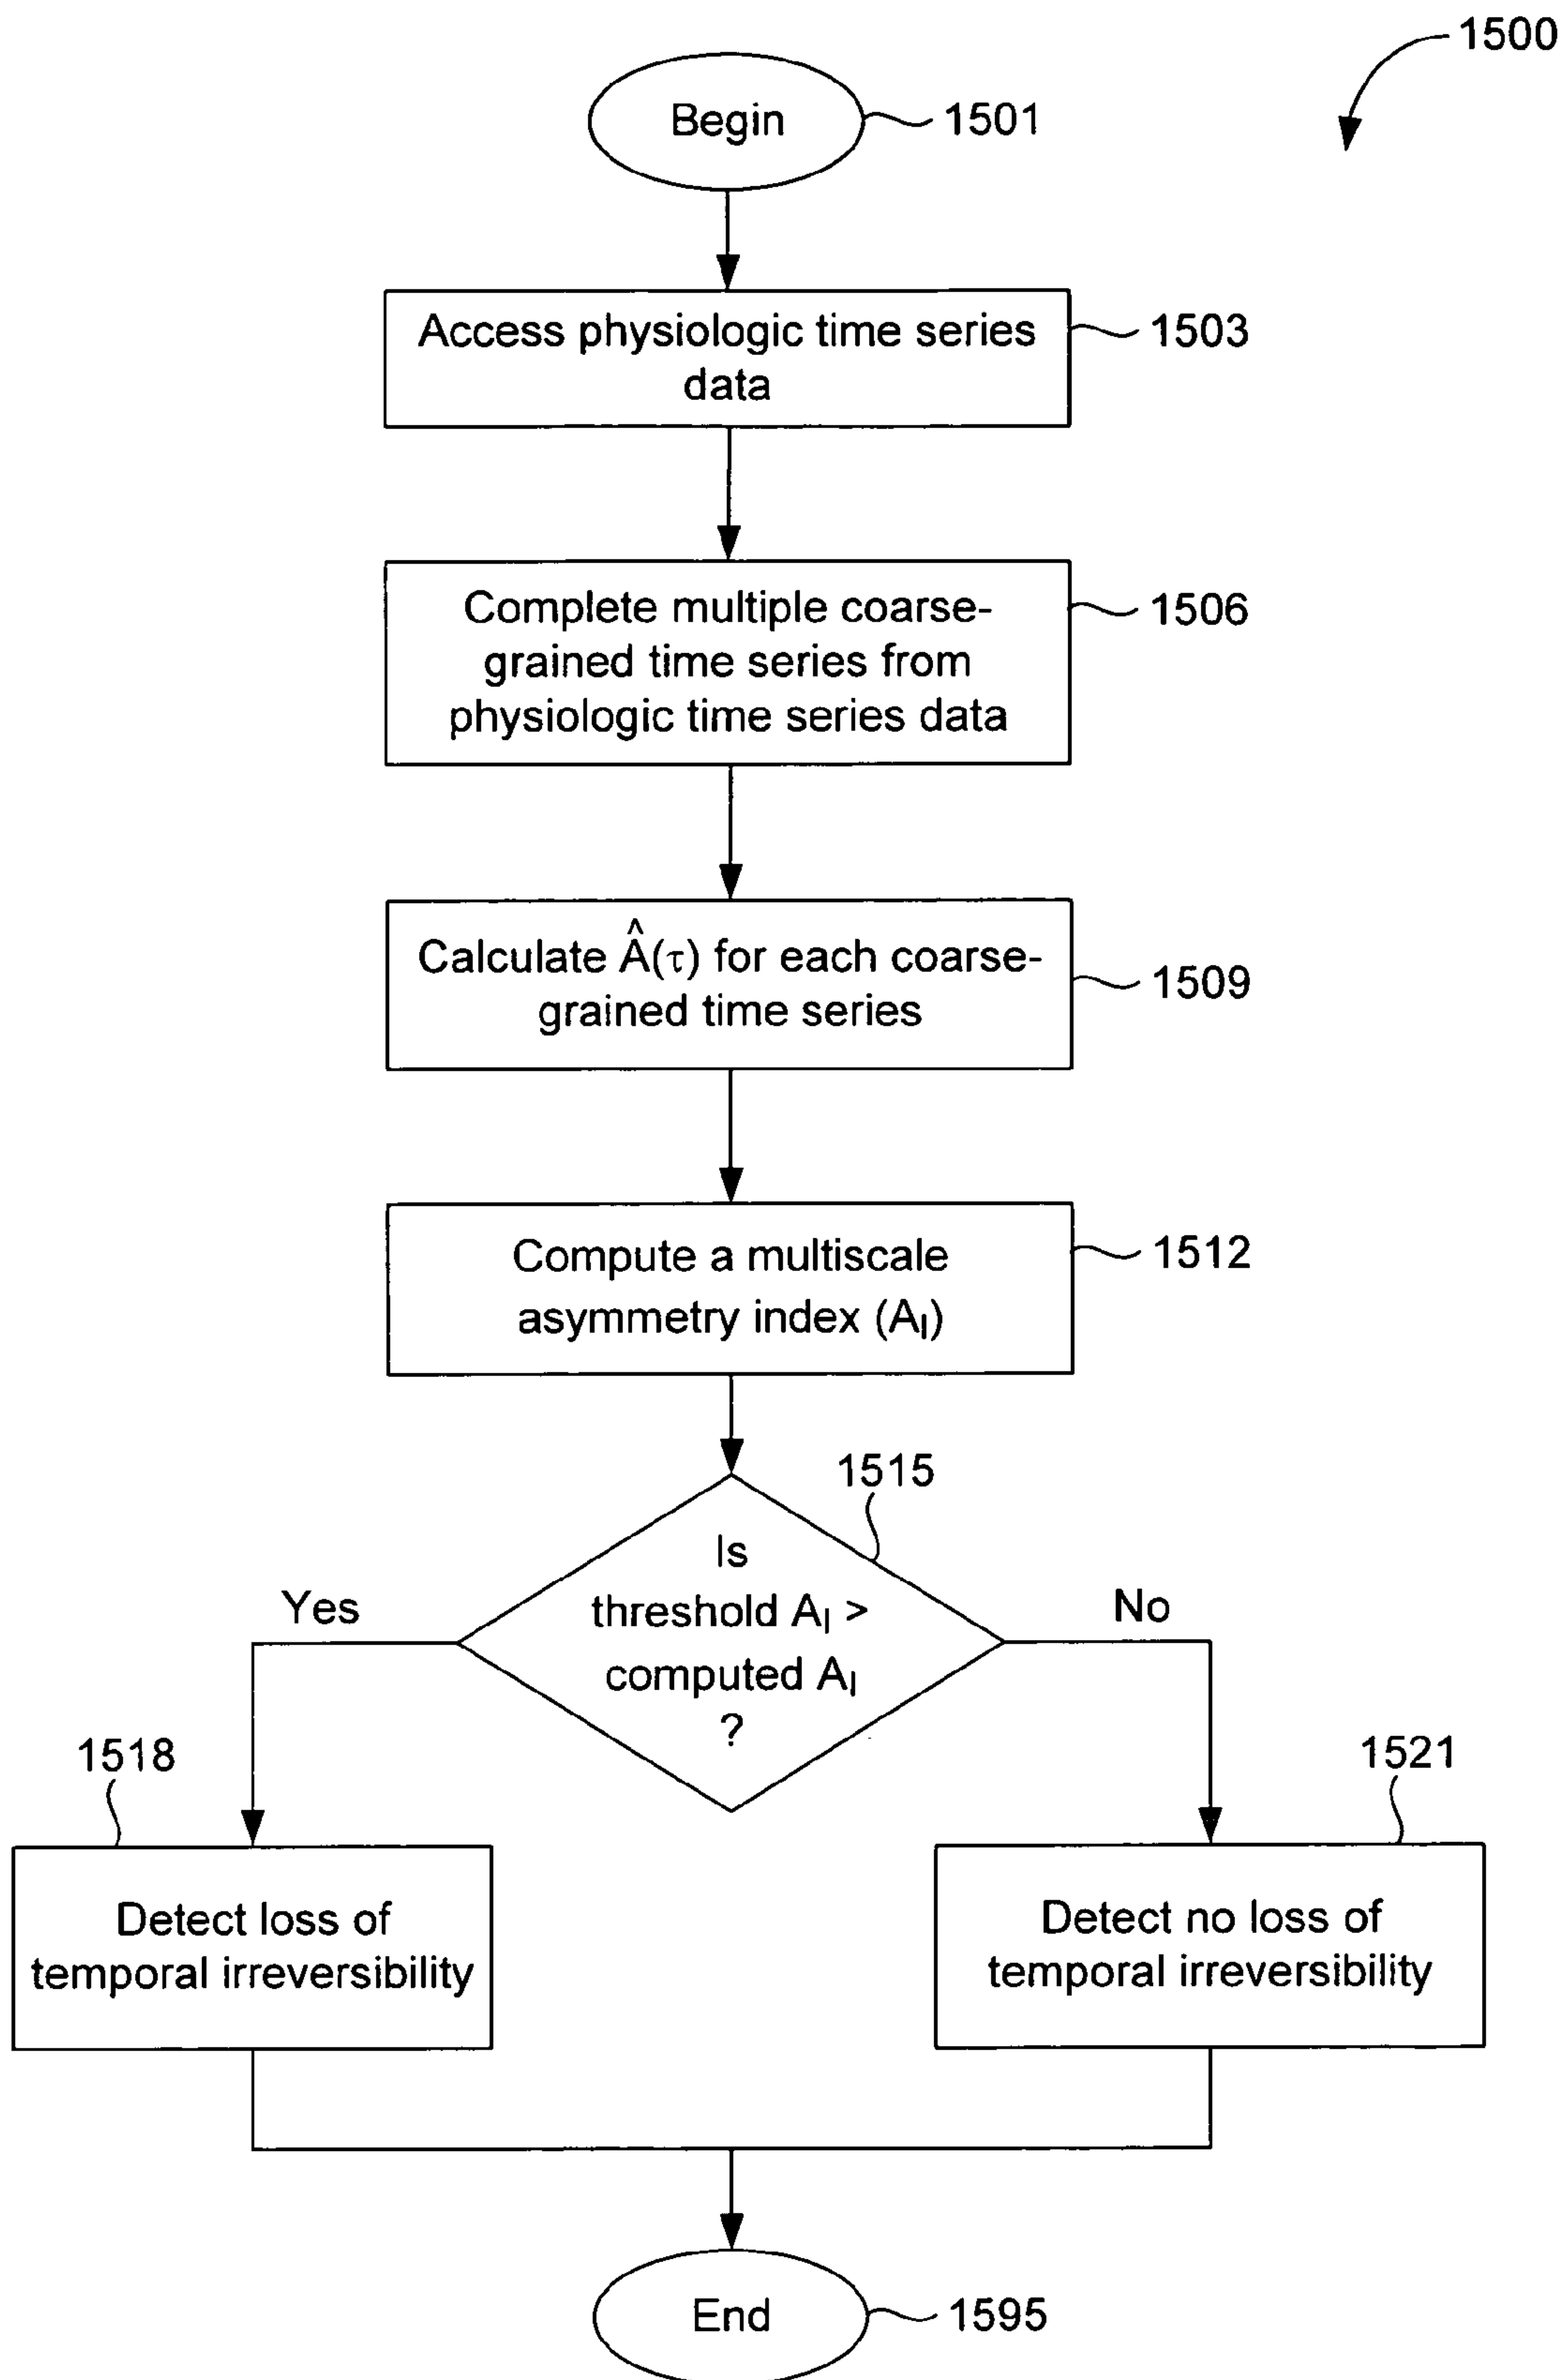 1500
Begin
1501
Access physiologic time series
data
1503
Complete multiple coarse-
grained time series from
physiologic time series data
1506
Calculate Â(τ) for each coarse-
grained time series
1509
Compute a multiscale
asymmetry index (A_I)
1512
1515
Is
threshold A_I >
computed A_I
?
Yes
No
1518
1521
Detect loss of
temporal irreversibility
Detect no loss of
temporal irreversibility
End
1595